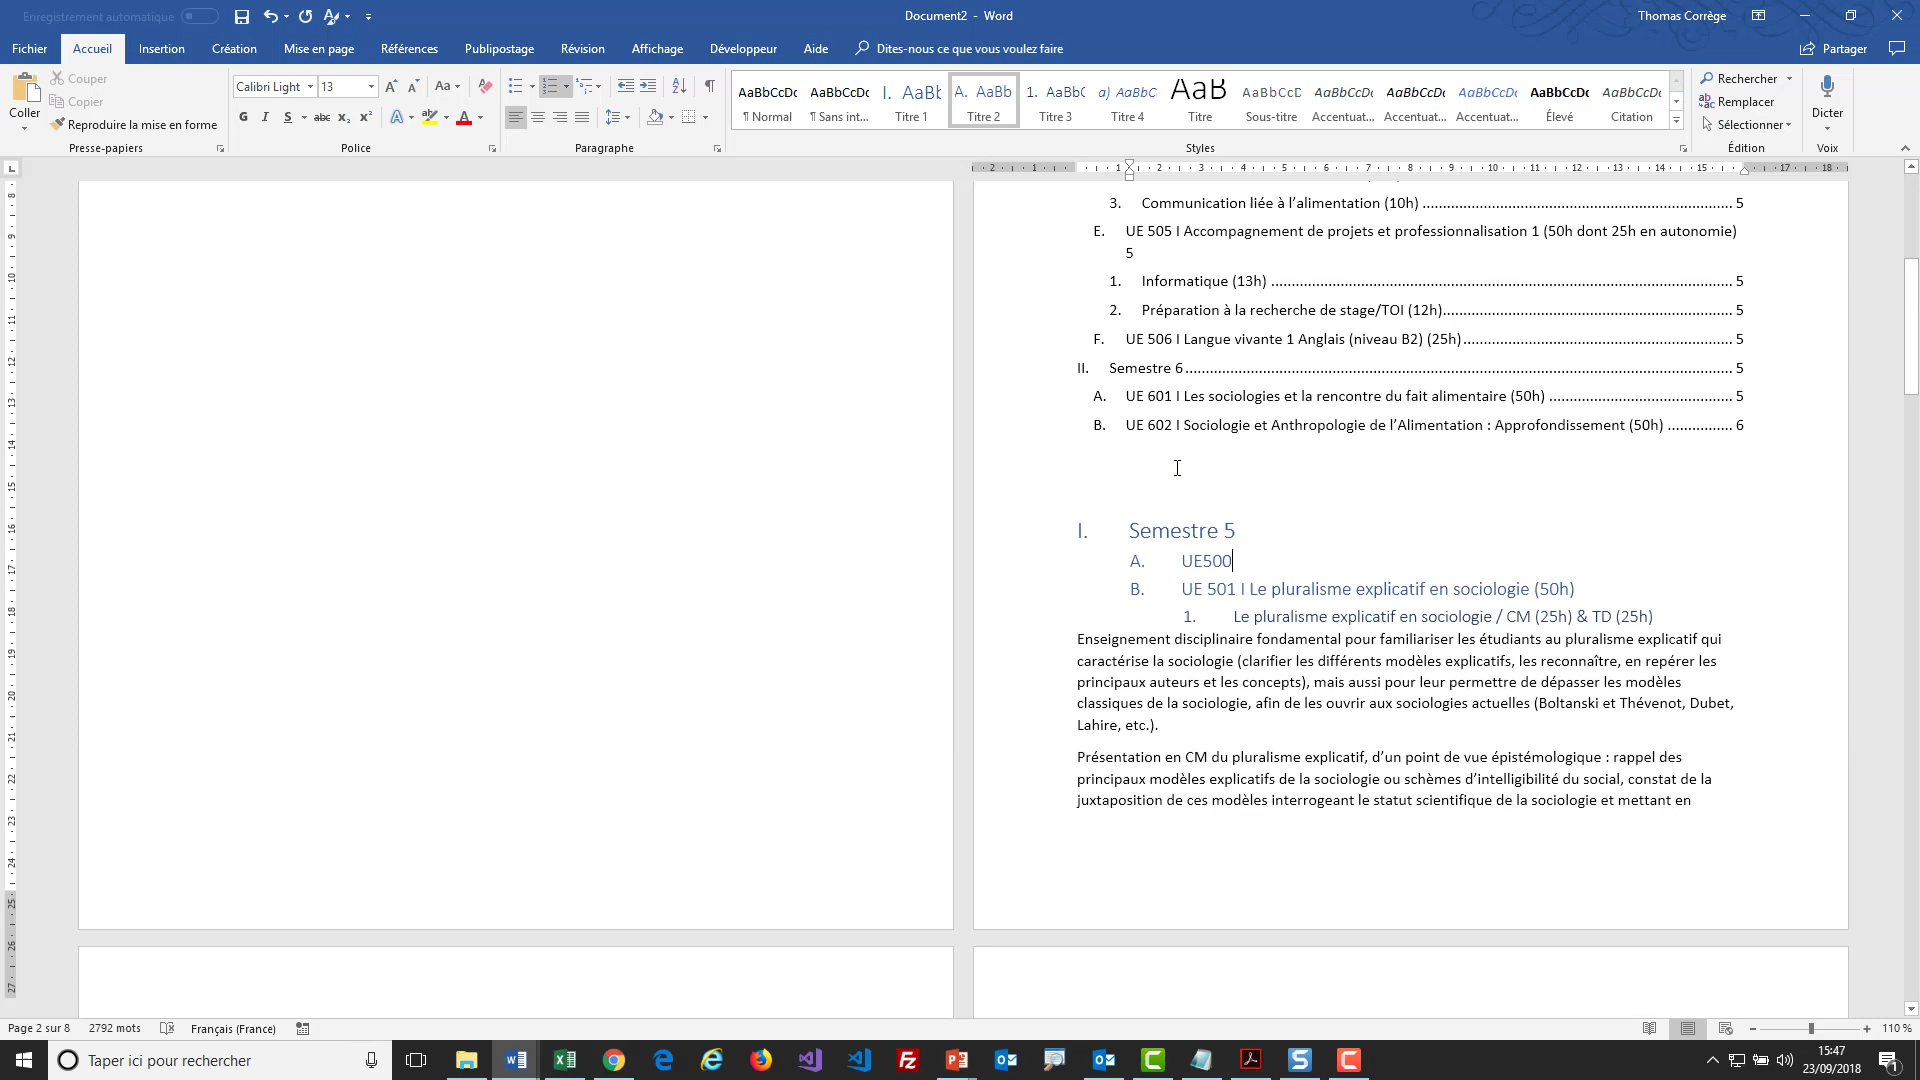 Enregistrement automatique
Document2 - Word
Thomas Corrège
Fichier
Accueil
Insertion
Création
Mise en page
Références
Publipostage
Révision
Affichage
Développeur
Aide
Dites-nous ce que vous voulez faire
Partager
Coller
Couper
Copier
Reproduire la mise en forme
Presse-papiers
Calibri Light
13
Police
Paragraphe
AaBbCcDc
¶ Normal
AaBbCcDc
¶ Sans int...
I. AaBb
Titre 1
A. AaBb
Titre 2
1. AaBbC
Titre 3
a) AaBbC
Titre 4
AaB
Titre
AaBbCcD
Sous-titre
AaBbCcDc
Accentuat...
AaBbCcDc
Accentuat...
AaBbCcDc
Accentuat...
AaBbCcDc
Élevé
AaBbCcDc
Citation
Styles
Rechercher
Remplacer
Sélectionner
Édition
Dicter
Voix
3. Communication liée à l’alimentation (10h) ........ 5
E. UE 505 I Accompagnement de projets et professionnalisation 1 (50h dont 25h en autonomie)
5
1. Informatique (13h) ........ 5
2. Préparation à la recherche de stage/TOI (12h) ........ 5
F. UE 506 I Langue vivante 1 Anglais (niveau B2) (25h) ........ 5
II. Semestre 6 ........ 5
A. UE 601 I Les sociologies et la rencontre du fait alimentaire (50h) ........ 5
B. UE 602 I Sociologie et Anthropologie de l’Alimentation : Approfondissement (50h) ........ 6
I. Semestre 5
A. UE500
B. UE 501 I Le pluralisme explicatif en sociologie (50h)
1. Le pluralisme explicatif en sociologie / CM (25h) & TD (25h)
Enseignement disciplinaire fondamental pour familiariser les étudiants au pluralisme explicatif qui
caractérise la sociologie (clarifier les différents modèles explicatifs, les reconnaître, en repérer les
principaux auteurs et les concepts), mais aussi pour leur permettre de dépasser les modèles
classiques de la sociologie, afin de les ouvrir aux sociologies actuelles (Boltanski et Thévenot, Dubet,
Lahire, etc.).
Présentation en CM du pluralisme explicatif, d’un point de vue épistémologique : rappel des
principaux modèles explicatifs de la sociologie ou schèmes d’intelligibilité du social, constat de la
juxtaposition de ces modèles interrogeant le statut scientifique de la sociologie et mettant en
Page 2 sur 8
2792 mots
Français (France)
110 %
Taper ici pour rechercher
15:47
23/09/2018